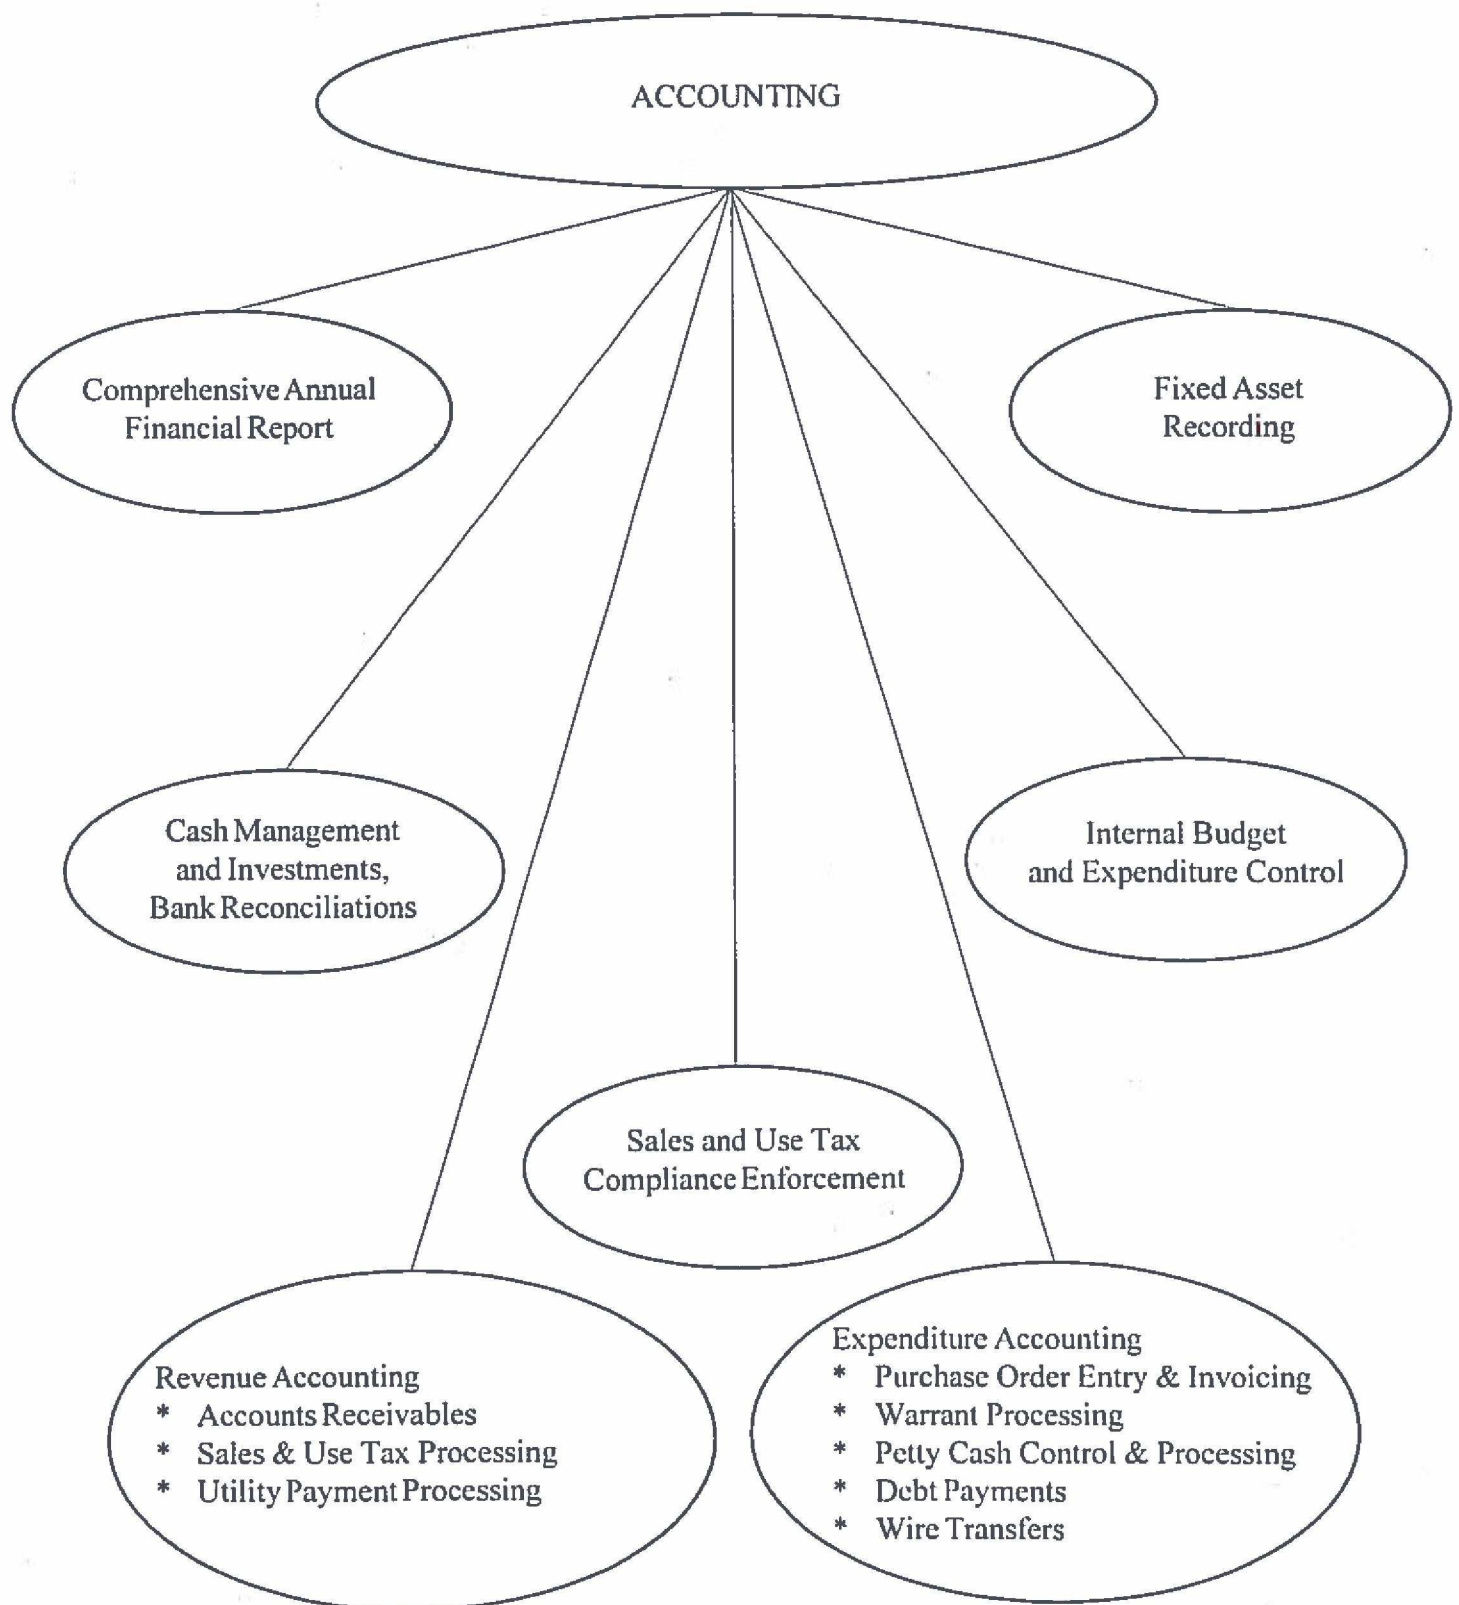 ACCOUNTING
Comprehensive Annual
Financial Report
Fixed Asset
Recording
Cash Management
and Investments,
Bank Reconciliations
Internal Budget
and Expenditure Control
Sales and Use Tax
Compliance Enforcement
Revenue Accounting
* Accounts Receivables
* Sales & Use Tax Processing
* Utility Payment Processing
Expenditure Accounting
* Purchase Order Entry & Invoicing
* Warrant Processing
* Petty Cash Control & Processing
* Debt Payments
* Wire Transfers